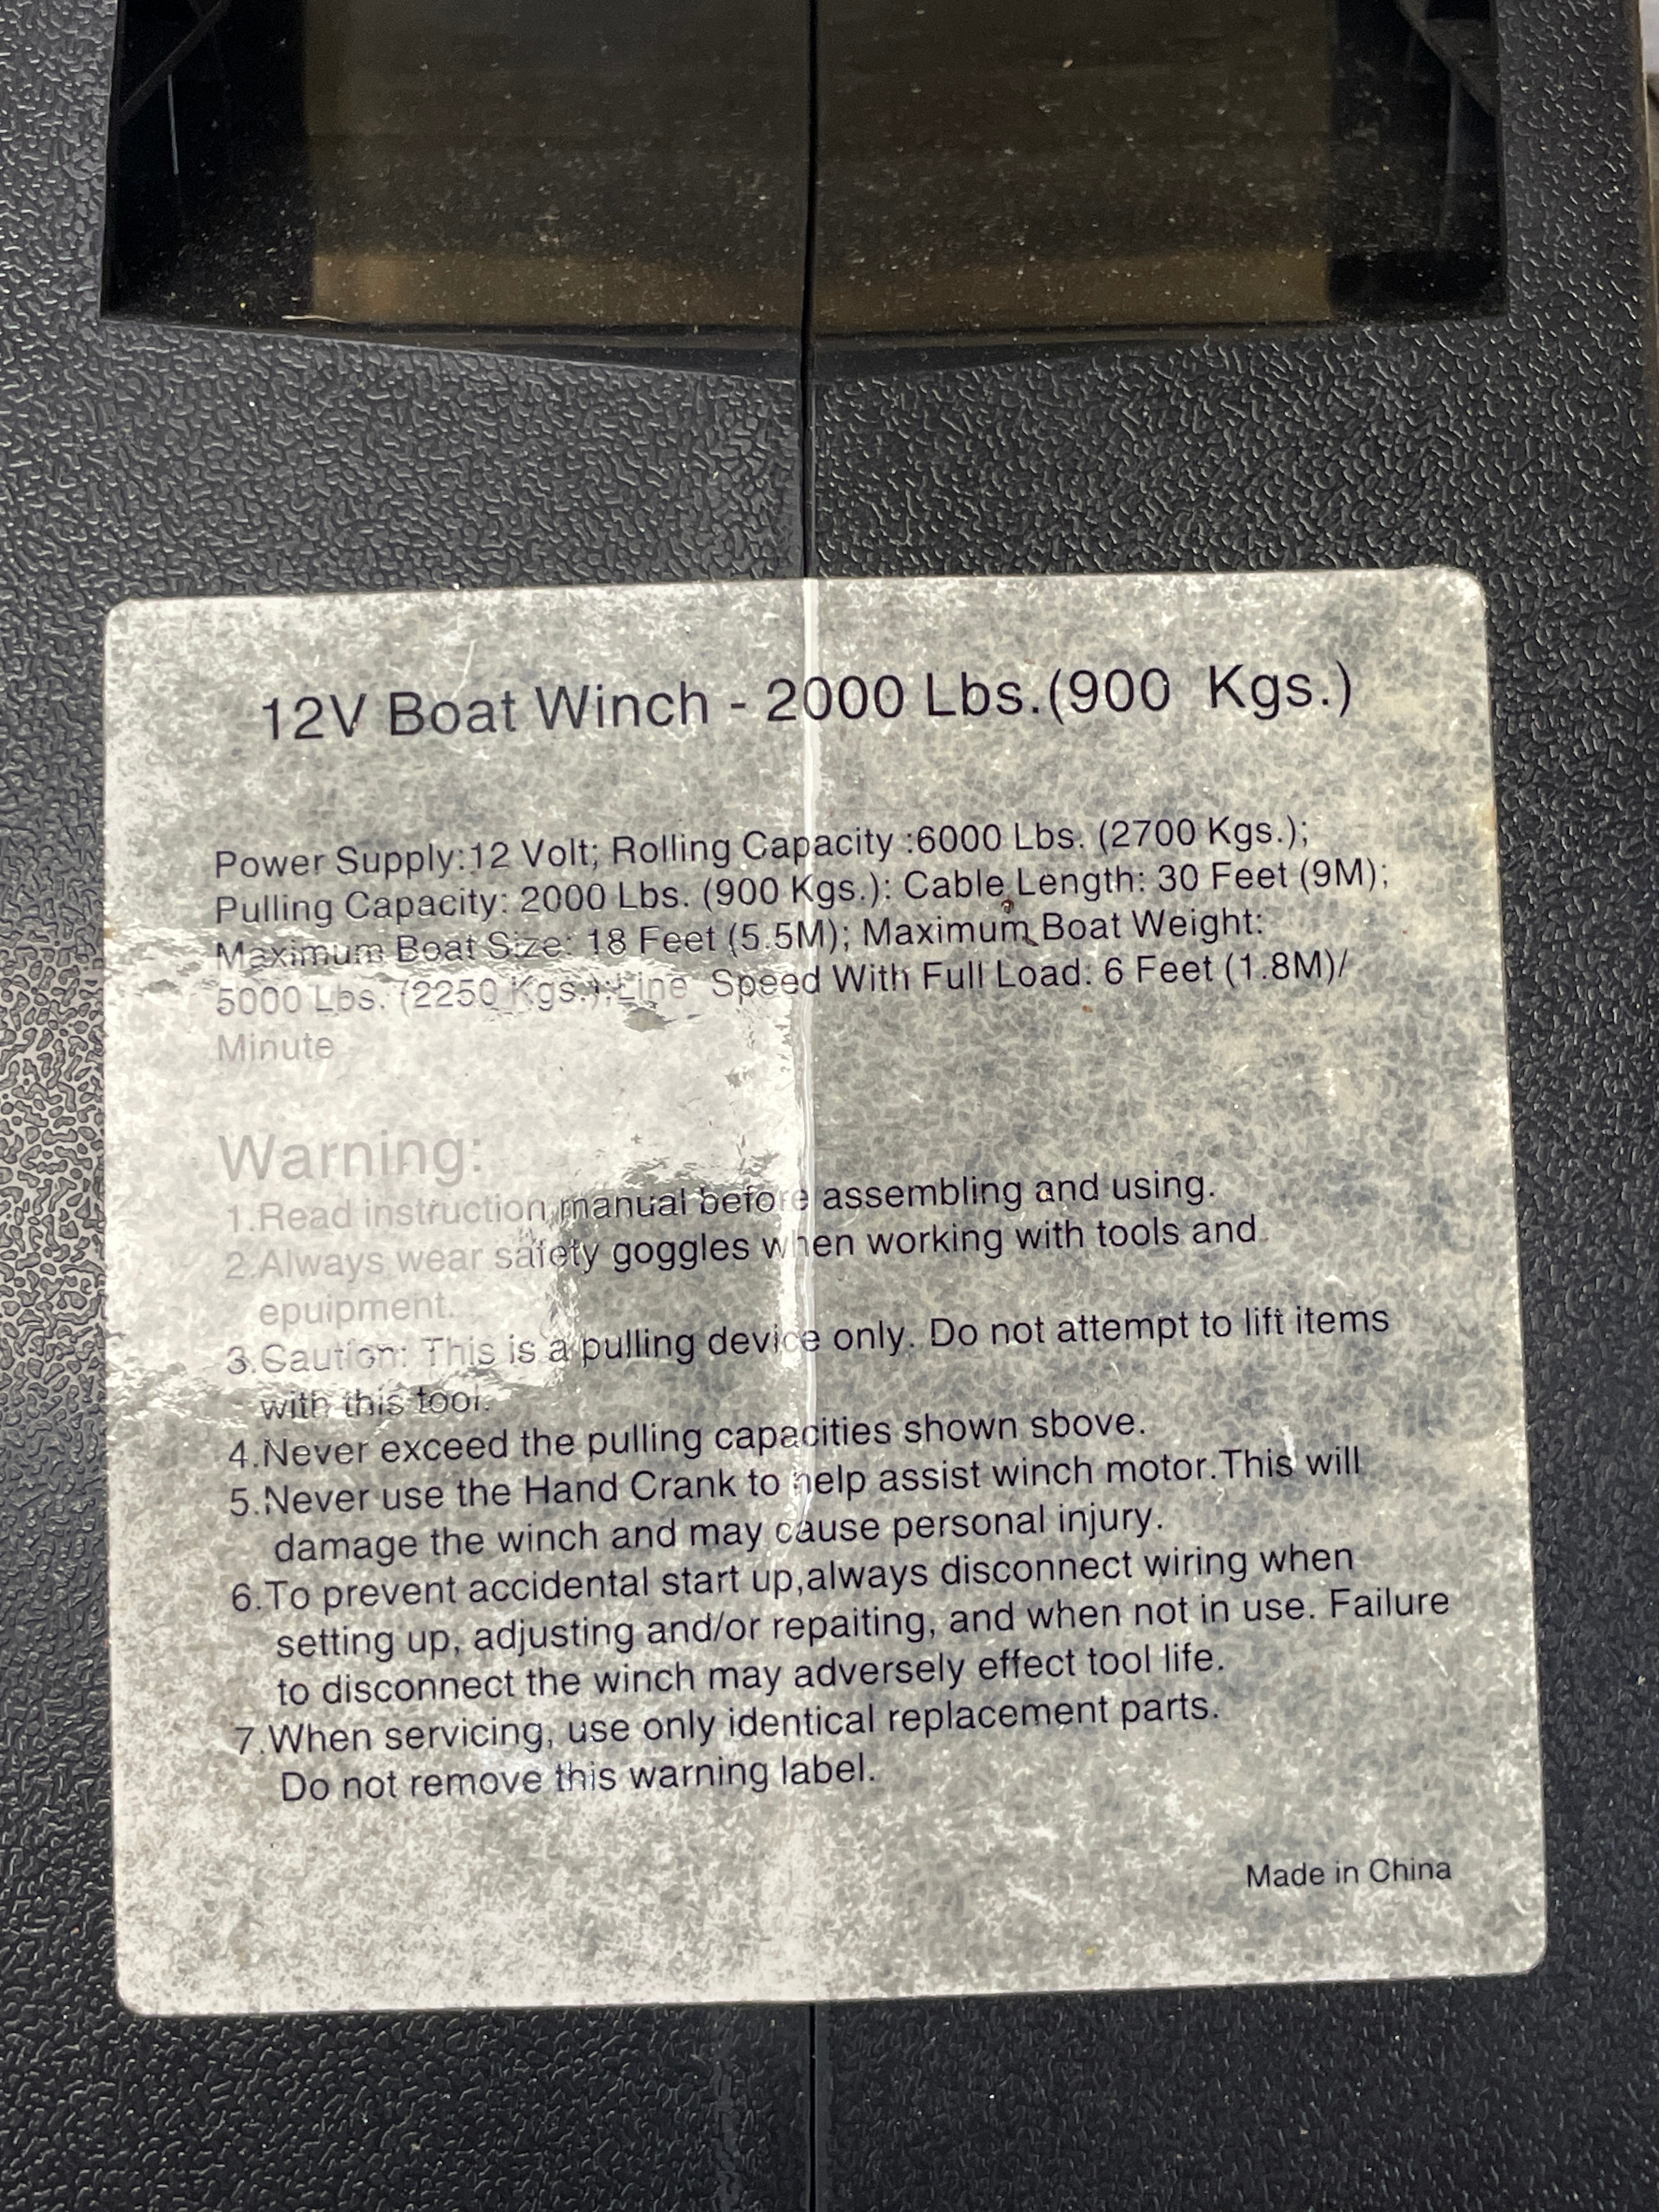 12V Boat Winch - 2000 Lbs.(900 Kgs.)
Power Supply:12 Volt; Rolling Capacity :6000 Lbs. (2700 Kgs.);
Pulling Capacity: 2000 Lbs. (900 Kgs.): Cable Length: 30 Feet (9M);
Maximum Boat Size: 18 Feet (5.5M); Maximum Boat Weight:
5000 Lbs. (2250 Kgs.);Line Speed With Full Load: 6 Feet (1.8M)/
Minute
Warning:
1.Read instruction manual before assembling and using.
2.Always wear safety goggles when working with tools and
epuipment.
3.Caution: This is a pulling device only. Do not attempt to lift items
with this tool.
4.Never exceed the pulling capacities shown sbove.
5.Never use the Hand Crank to help assist winch motor.This will
damage the winch and may cause personal injury.
6.To prevent accidental start up,always disconnect wiring when
setting up, adjusting and/or repaiting, and when not in use. Failure
to disconnect the winch may adversely effect tool life.
7.When servicing, use only identical replacement parts.
Do not remove this warning label.
Made in China